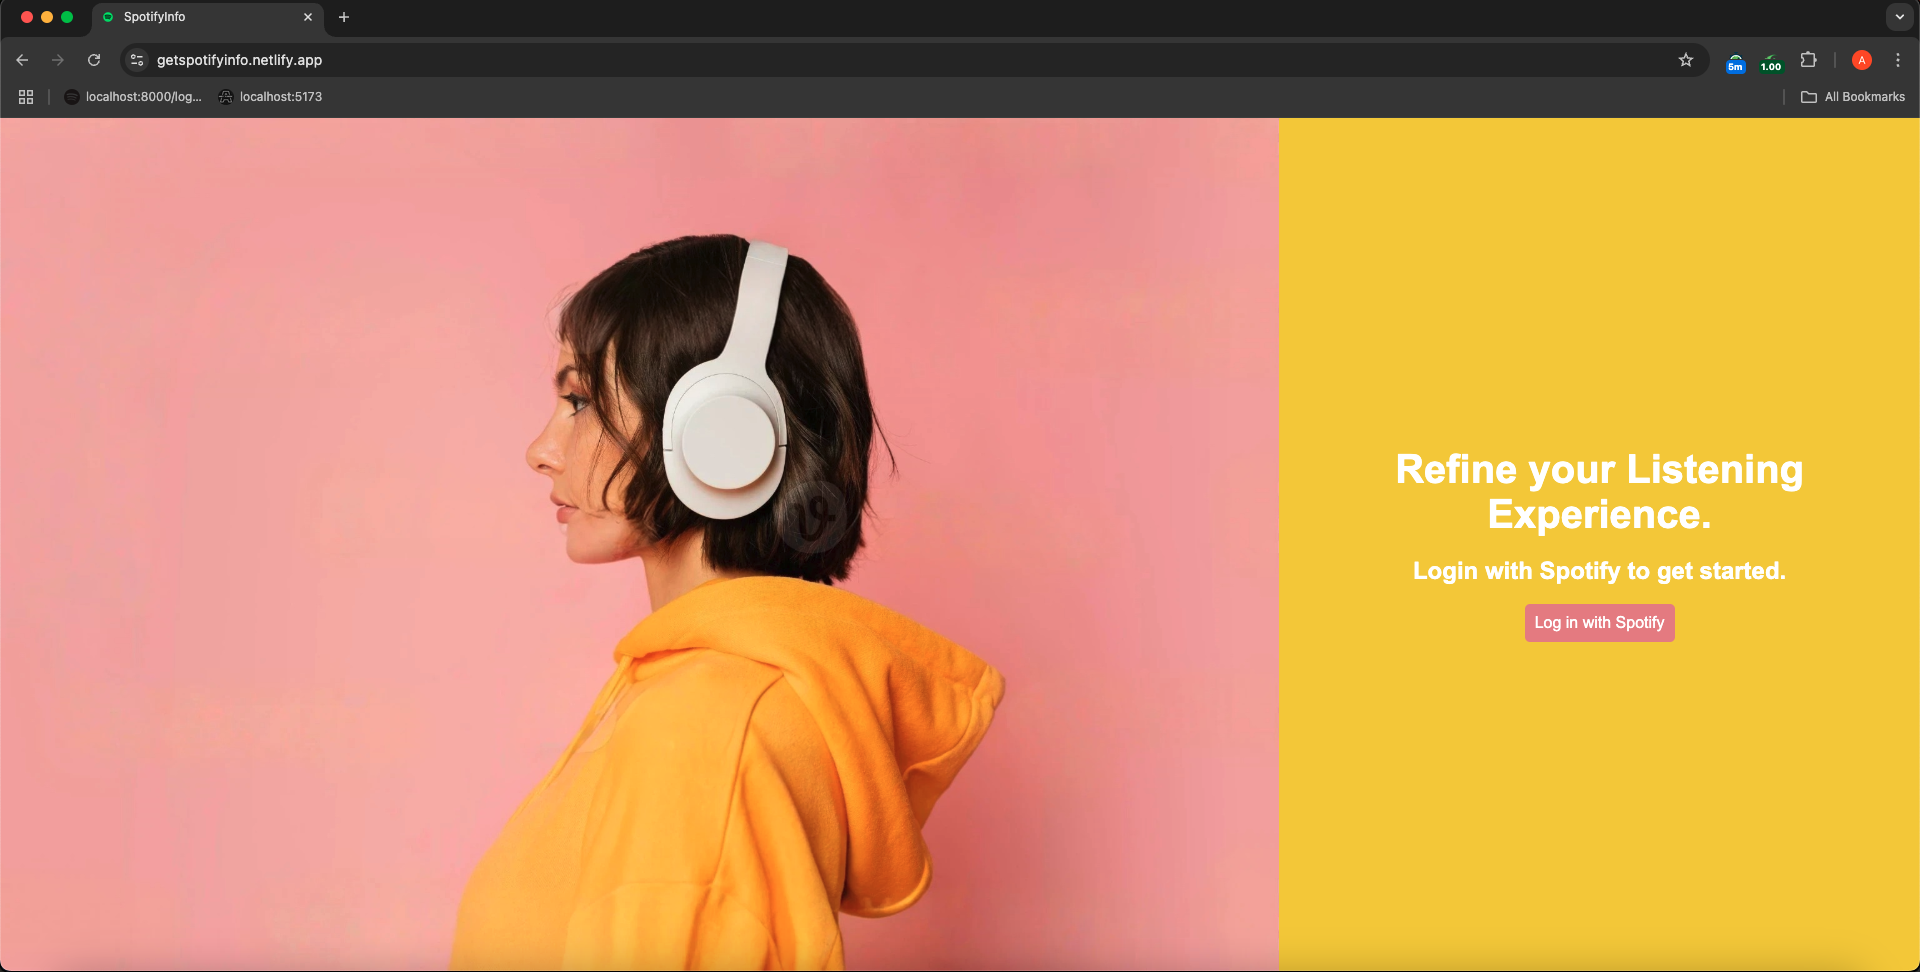 SpotifyInfo
getspotifyinfo.netlify.app
5m
1.00
A
localhost:8000/log...
localhost:5173
All Bookmarks
Refine your Listening
Experience.
Login with Spotify to get started.
Log in with Spotify